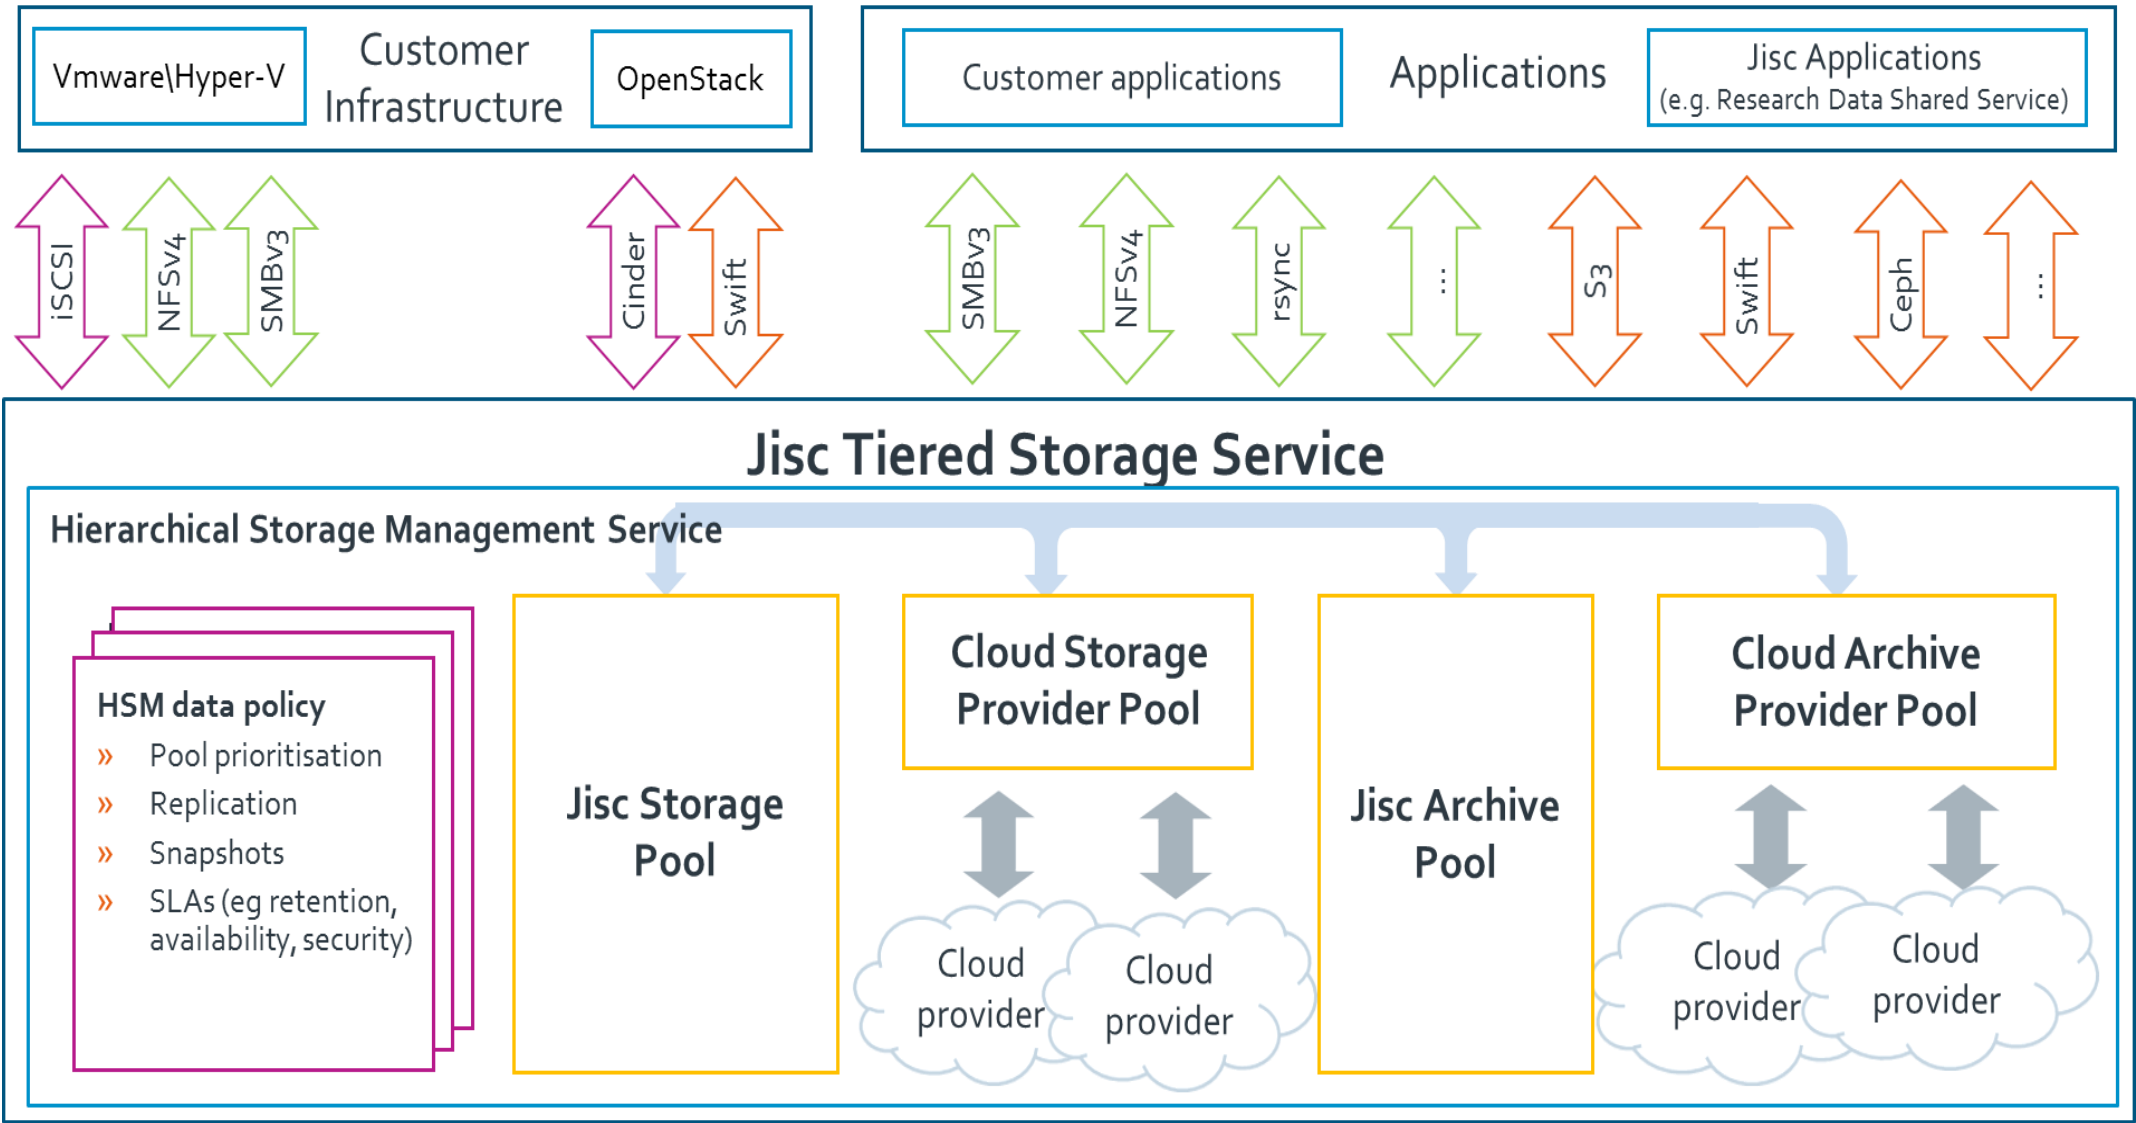 Vmware\Hyper-V
Customer
Infrastructure
OpenStack
Customer applications
Applications
Jisc Applications
(e.g. Research Data Shared Service)
iSCSI
NFSv4
SMBv3
Cinder
Swift
SMBv3
NFSv4
rsync
...
S3
Swift
Ceph
...
Jisc Tiered Storage Service
Hierarchical Storage Management Service
HSM data policy
» Pool prioritisation
» Replication
» Snapshots
» SLAs (eg retention,
availability, security)
Jisc Storage
Pool
Cloud Storage
Provider Pool
Cloud
provider
Cloud
provider
Jisc Archive
Pool
Cloud Archive
Provider Pool
Cloud
provider
Cloud
provider